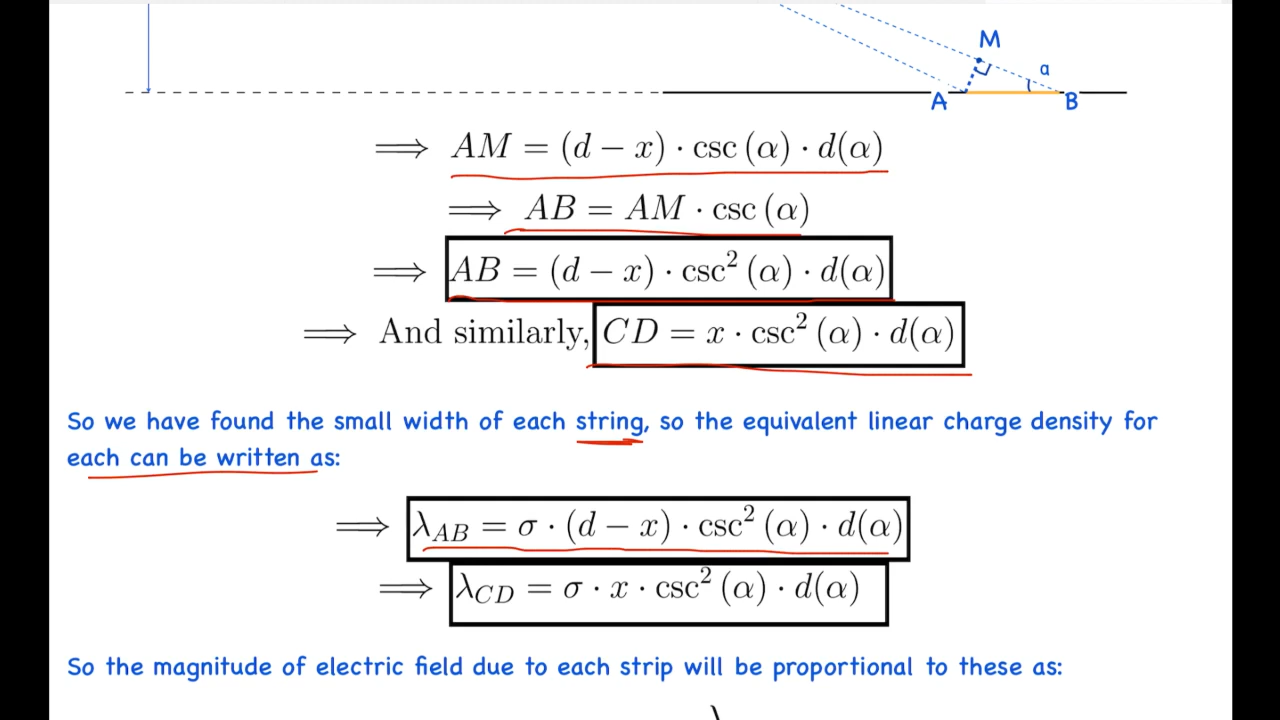 M
α
A
B
⟹ AM = (d − x) · csc (α) · d(α)
⟹ AB = AM · csc (α)
⟹ AB = (d − x) · csc² (α) · d(α)
⟹ And similarly, CD = x · csc² (α) · d(α)
So we have found the small width of each string, so the equivalent linear charge density for
each can be written as:
⟹ λ_AB = σ · (d − x) · csc² (α) · d(α)
⟹ λ_CD = σ · x · csc² (α) · d(α)
So the magnitude of electric field due to each strip will be proportional to these as: